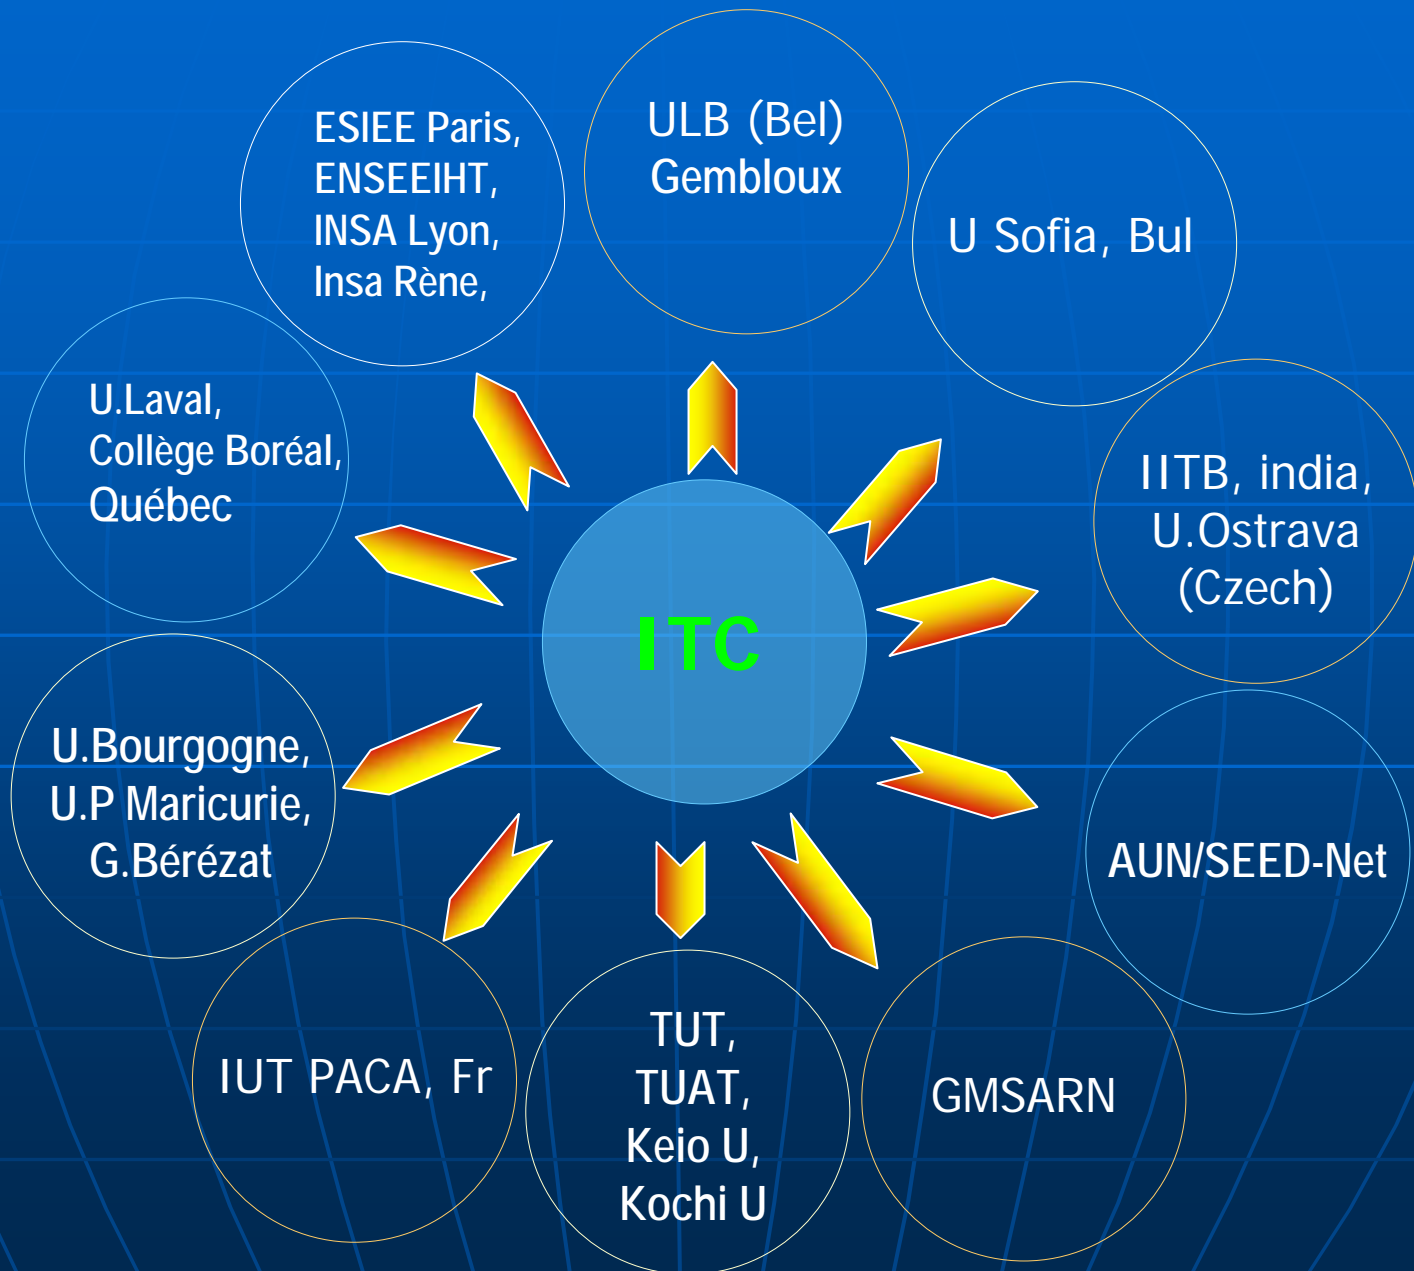 ESIEE Paris,
ENSEEIHT,
INSA Lyon,
Insa Rène,
ULB (Bel)
Gembloux
U Sofia, Bul
U.Laval,
Collège Boréal,
Québec
IITB, india,
U.Ostrava
(Czech)
ITC
U.Bourgogne,
U.P Maricurie,
G.Bérézat
AUN/SEED-Net
IUT PACA, Fr
TUT,
TUAT,
Keio U,
Kochi U
GMSARN